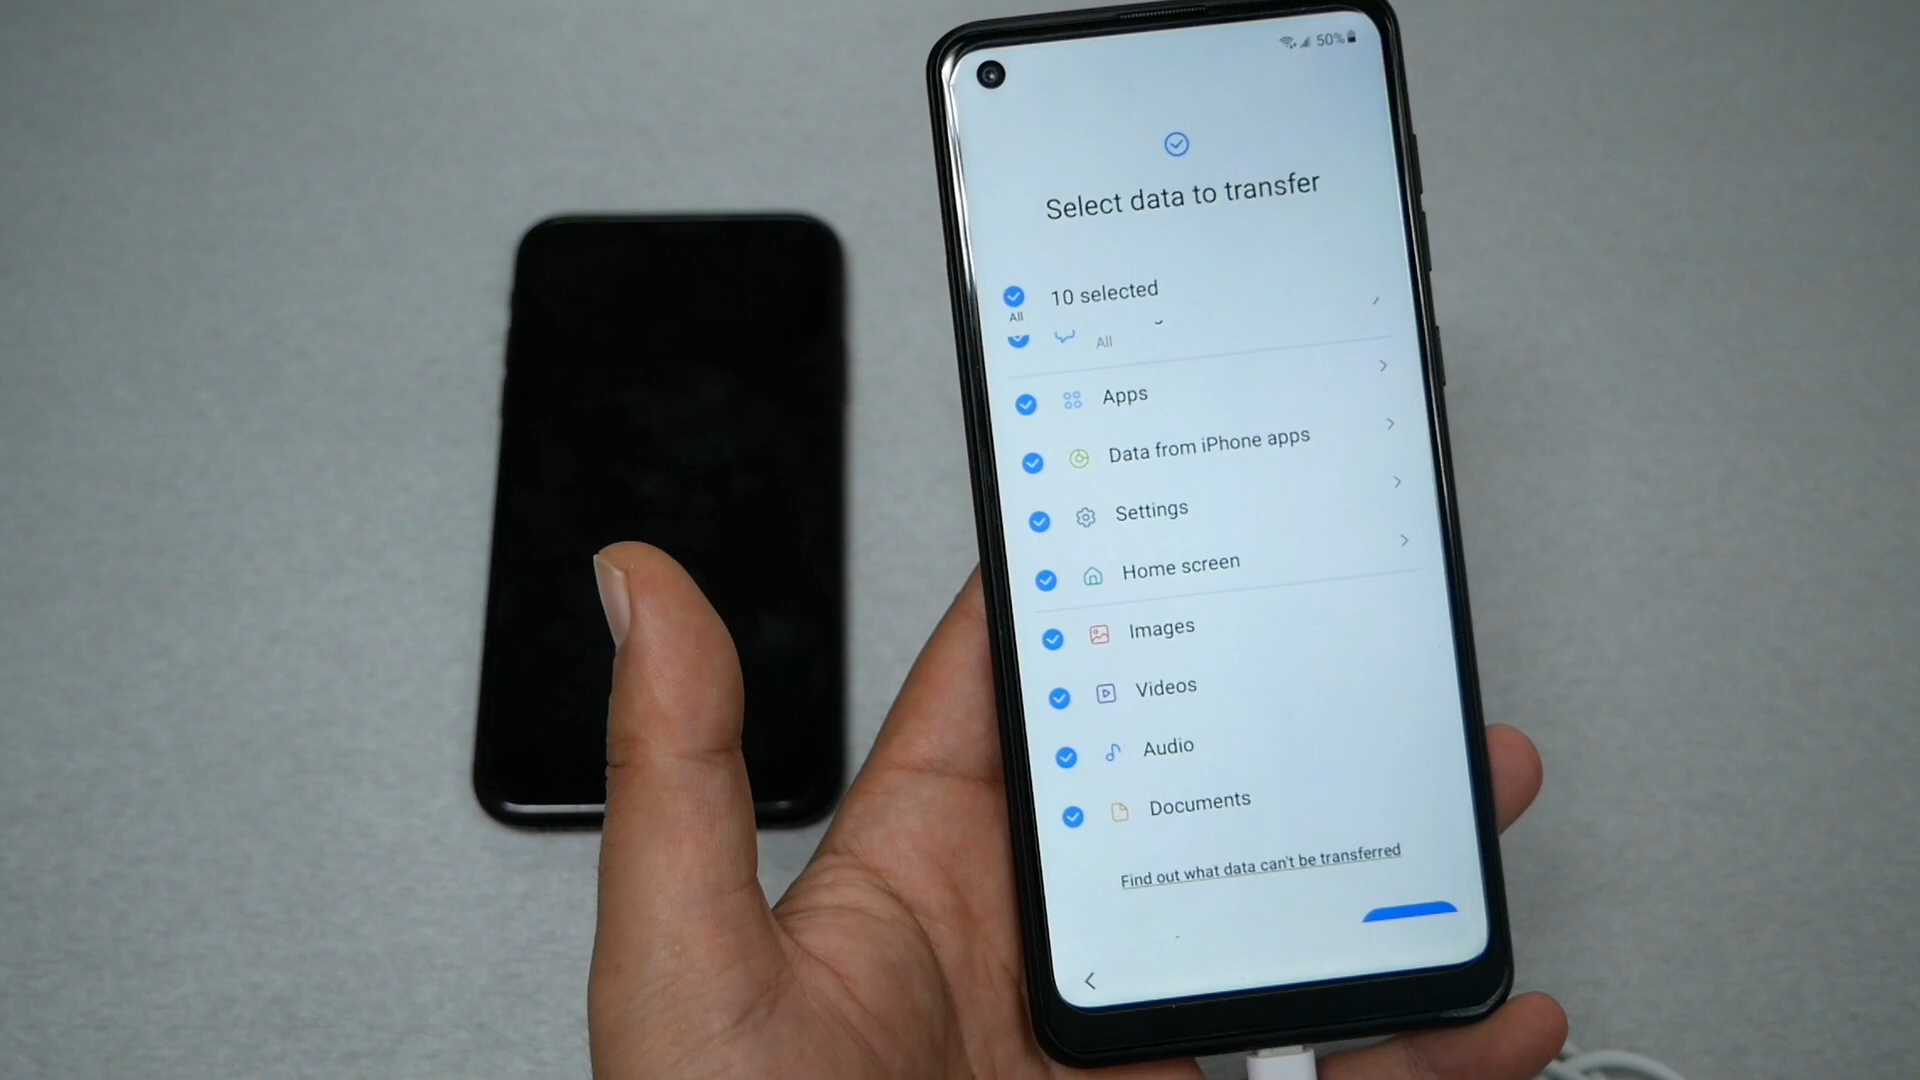 50%
Select data to transfer
10 selected
All
All
Apps
Data from iPhone apps
Settings
Home screen
Images
Videos
Audio
Documents
Find out what data can't be transferred